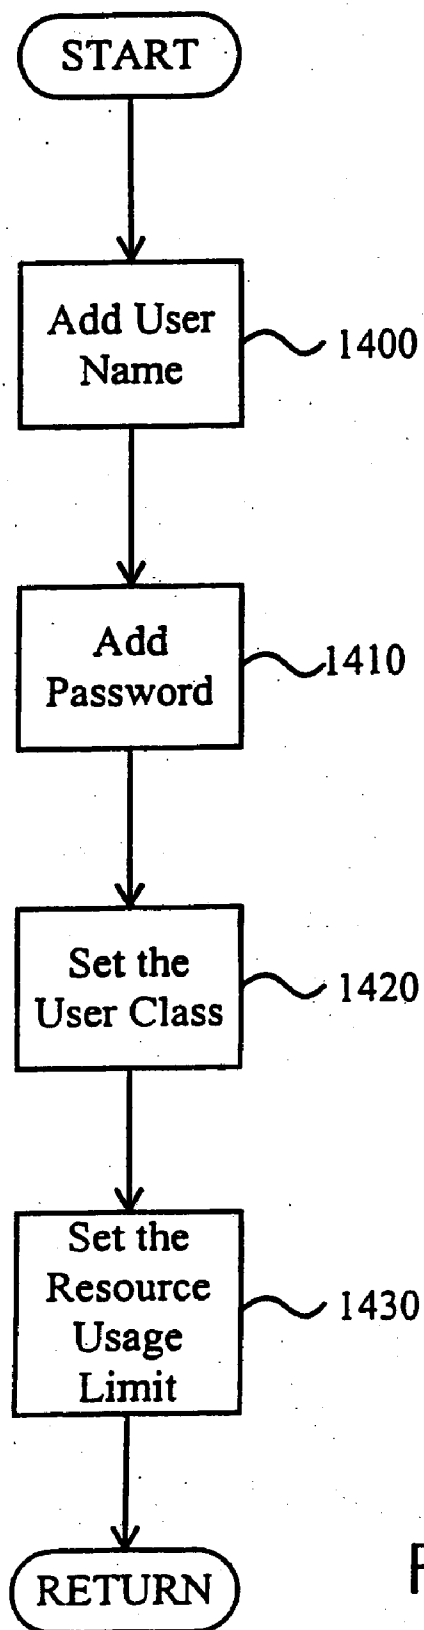 START
Add User
Name
1400
Add
Password
1410
Set the
User Class
1420
Set the
Resource
Usage
Limit
1430
RETURN